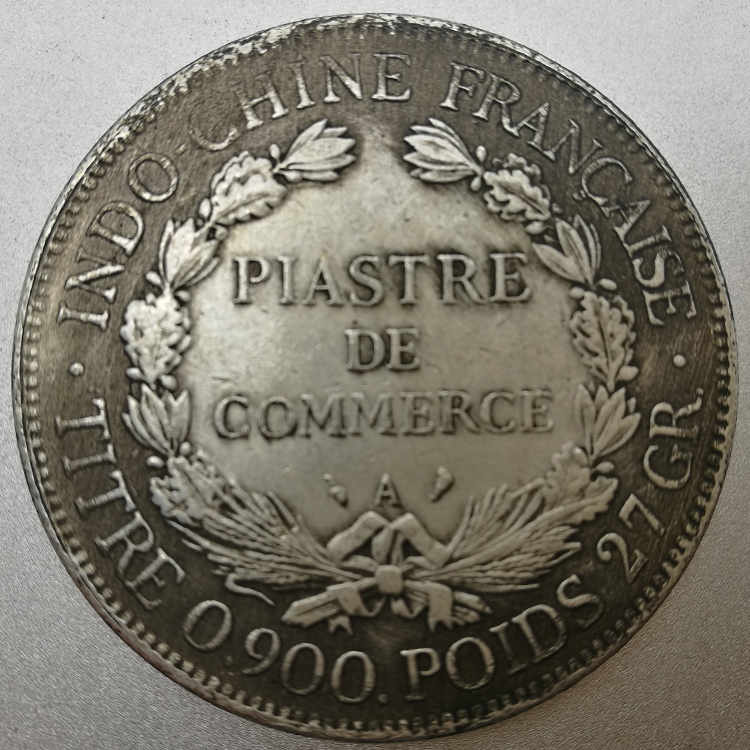 INDO-CHINE FRANÇAISE
PIASTRE
DE
COMMERCE
A
· TITRE 0.900. POIDS 27 GR. ·